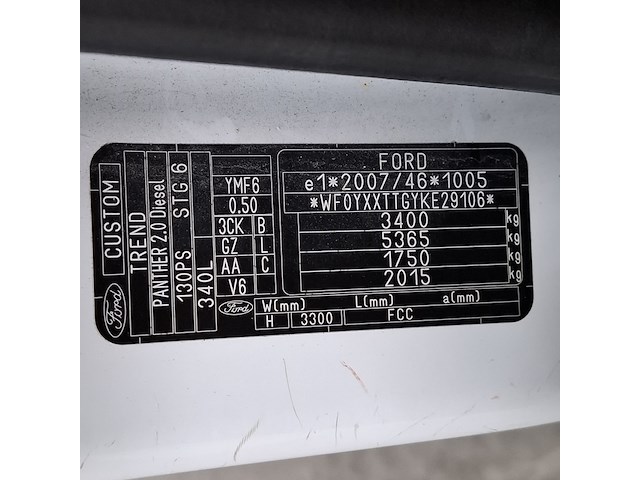 FORD
e1*2007/46*1005
*WF0YXXTTGYKE29106*
3400 kg
5365 kg
1750 kg
2015 kg
Ford
CUSTOM
TREND
PANTHER 2.0 Diesel
130PS STG 6
340L
YMF6
0.50
3CK B
GZ L
AA C
V6
Ford W(mm) L(mm) a(mm)
H 3300 FCC